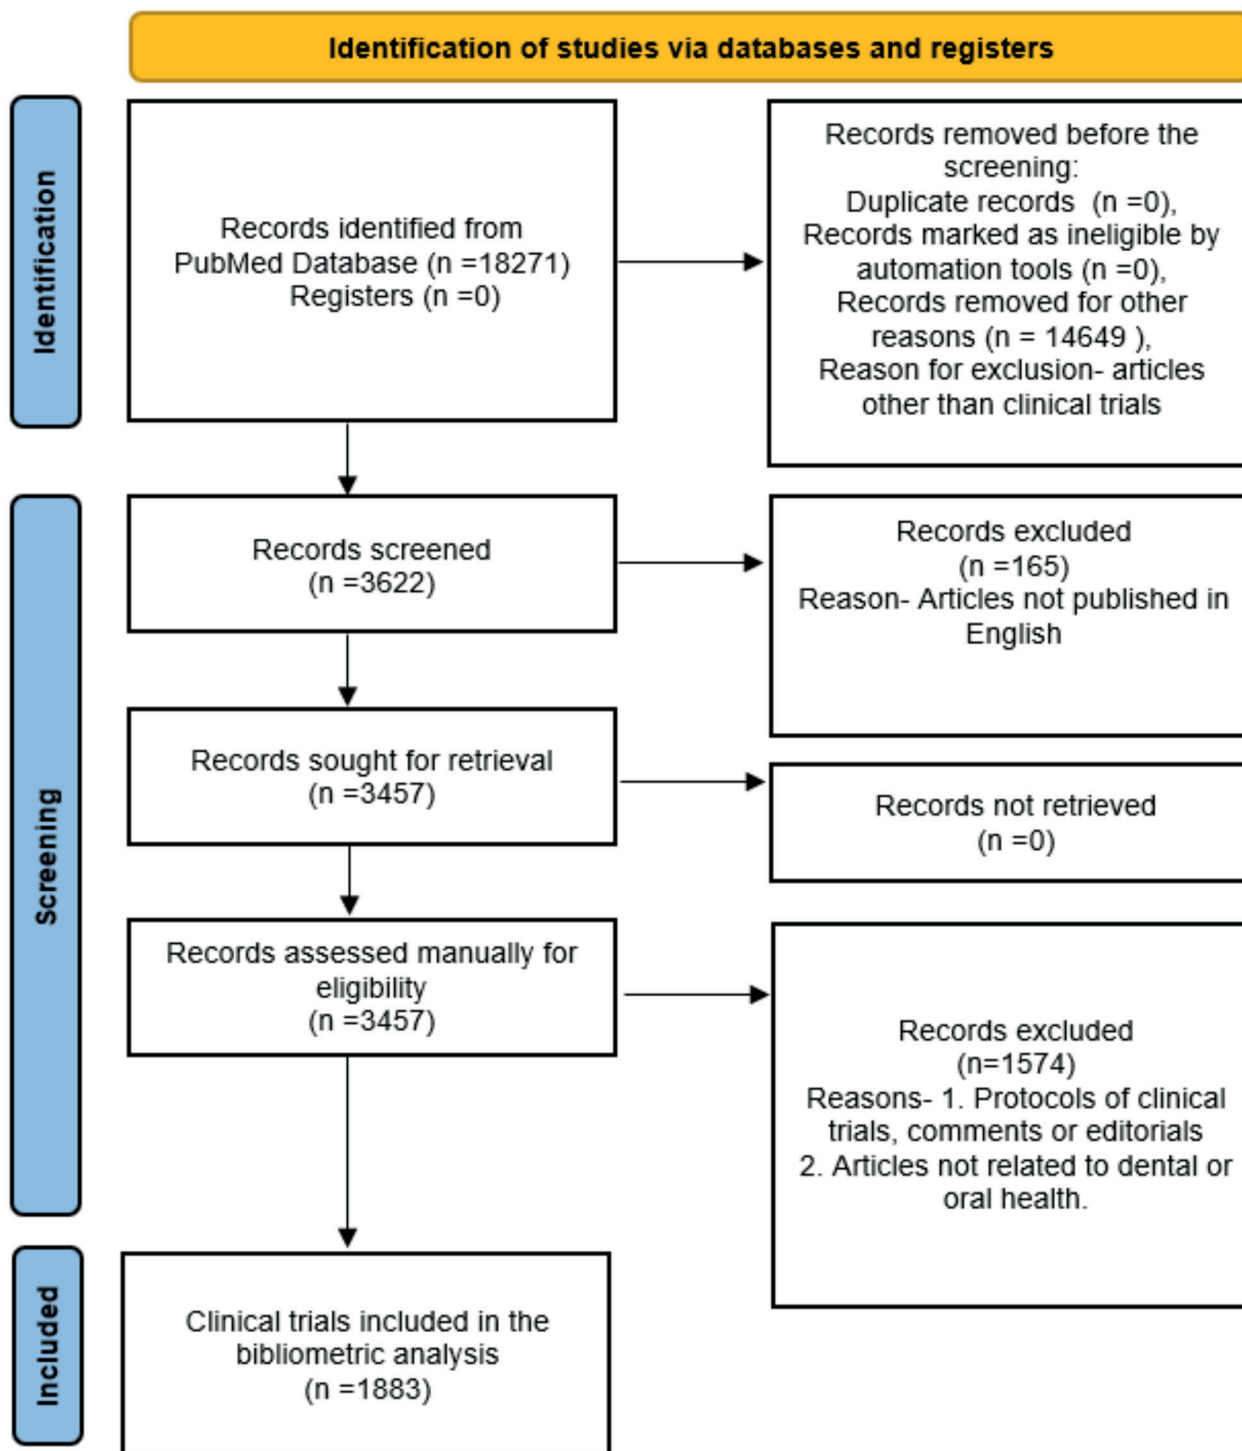 Identification of studies via databases and registers
Identification
Records identified from
PubMed Database (n =18271)
Registers (n =0)
Records removed before the
screening:
Duplicate records (n =0),
Records marked as ineligible by
automation tools (n =0),
Records removed for other
reasons (n = 14649 ),
Reason for exclusion- articles
other than clinical trials
Screening
Records screened
(n =3622)
Records excluded
(n =165)
Reason- Articles not published in
English
Records sought for retrieval
(n =3457)
Records not retrieved
(n =0)
Records assessed manually for
eligibility
(n =3457)
Records excluded
(n=1574)
Reasons- 1. Protocols of clinical
trials, comments or editorials
2. Articles not related to dental or
oral health.
Included
Clinical trials included in the
bibliometric analysis
(n =1883)